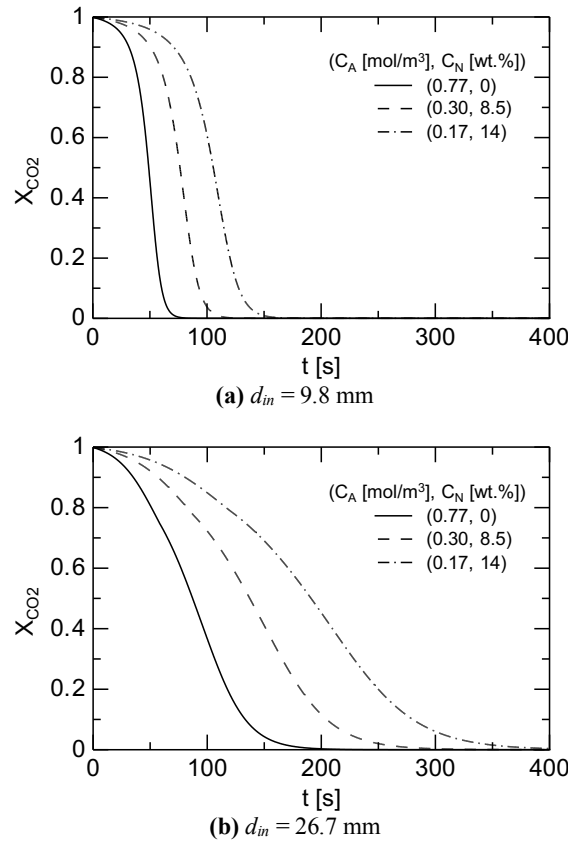 1
0.8
0.6
0.4
0.2
0
X_CO2
(C_A [mol/m³], C_N [wt.%])
(0.77, 0)
(0.30, 8.5)
(0.17, 14)
0 100 200 300 400
t [s]
(a) d_in = 9.8 mm
1
0.8
0.6
0.4
0.2
0
X_CO2
(C_A [mol/m³], C_N [wt.%])
(0.77, 0)
(0.30, 8.5)
(0.17, 14)
0 100 200 300 400
t [s]
(b) d_in = 26.7 mm